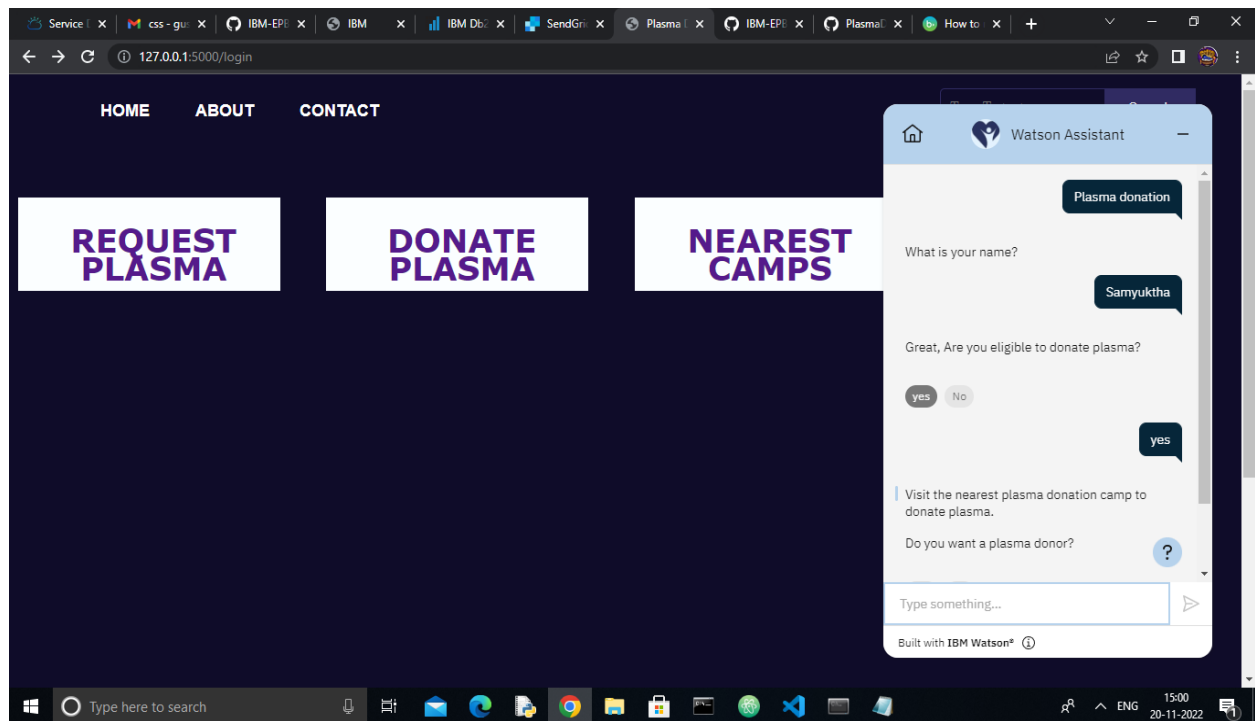 Service
css - gus
IBM-EPB
IBM
IBM Db2
SendGri
Plasma
IBM-EPB
PlasmaD
How to
127.0.0.1:5000/login
HOME ABOUT CONTACT
REQUEST
PLASMA
DONATE
PLASMA
NEAREST
CAMPS
Watson Assistant
Plasma donation
What is your name?
Samyuktha
Great, Are you eligible to donate plasma?
yes No
yes
Visit the nearest plasma donation camp to
donate plasma.
Do you want a plasma donor?
?
Type something...
Built with IBM Watson®
Type here to search
ENG
15:00
20-11-2022
1